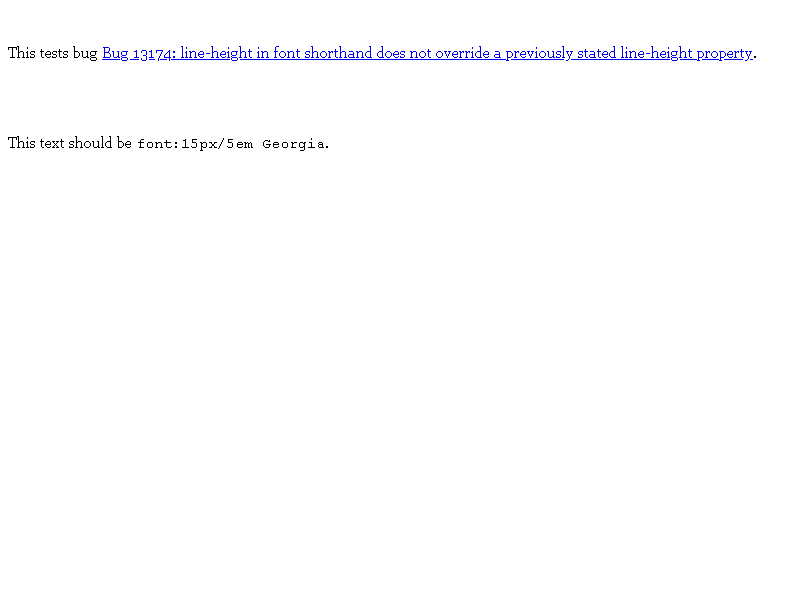 This tests bug Bug 13174: line-height in font shorthand does not override a previously stated line-height property.
This text should be font:15px/5em Georgia.